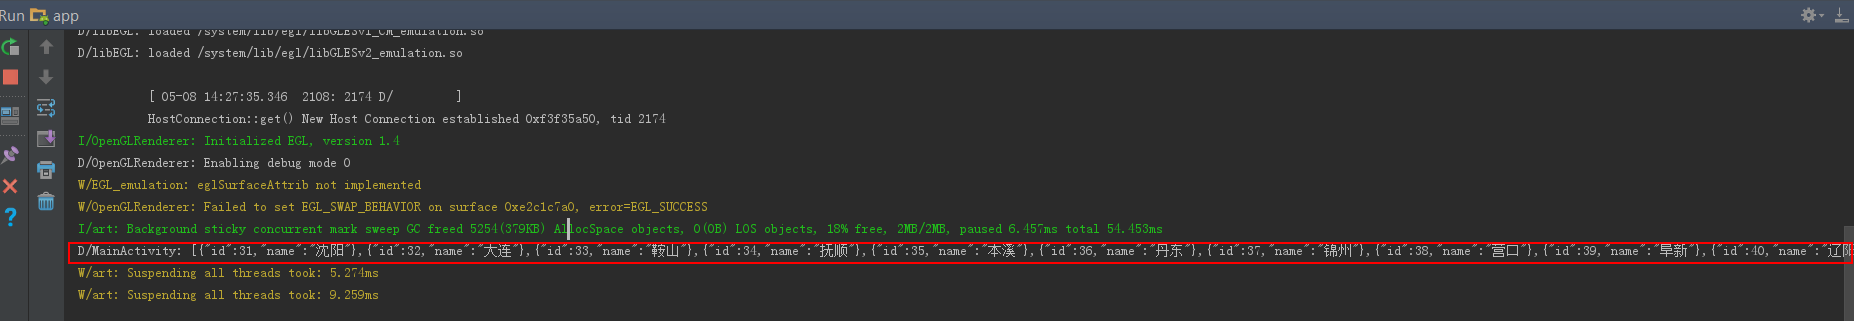 Run app
D/libEGL: loaded /system/lib/egl/libGLESv1_CM_emulation.so
D/libEGL: loaded /system/lib/egl/libGLESv2_emulation.so
[ 05-08 14:27:35.346  2108: 2174 D/         ]
HostConnection::get() New Host Connection established 0xf3f35a50, tid 2174
I/OpenGLRenderer: Initialized EGL, version 1.4
D/OpenGLRenderer: Enabling debug mode 0
W/EGL_emulation: eglSurfaceAttrib not implemented
W/OpenGLRenderer: Failed to set EGL_SWAP_BEHAVIOR on surface 0xe2c1c7a0, error=EGL_SUCCESS
I/art: Background sticky concurrent mark sweep GC freed 5254(379KB) AllocSpace objects, 0(0B) LOS objects, 18% free, 2MB/2MB, paused 6.457ms total 54.453ms
D/MainActivity: [{"id":31,"name":"沈阳"},{"id":32,"name":"大连"},{"id":33,"name":"鞍山"},{"id":34,"name":"抚顺"},{"id":35,"name":"本溪"},{"id":36,"name":"丹东"},{"id":37,"name":"锦州"},{"id":38,"name":"营口"},{"id":39,"name":"阜新"},{"id":40,"name":"辽阳
W/art: Suspending all threads took: 5.274ms
W/art: Suspending all threads took: 9.259ms